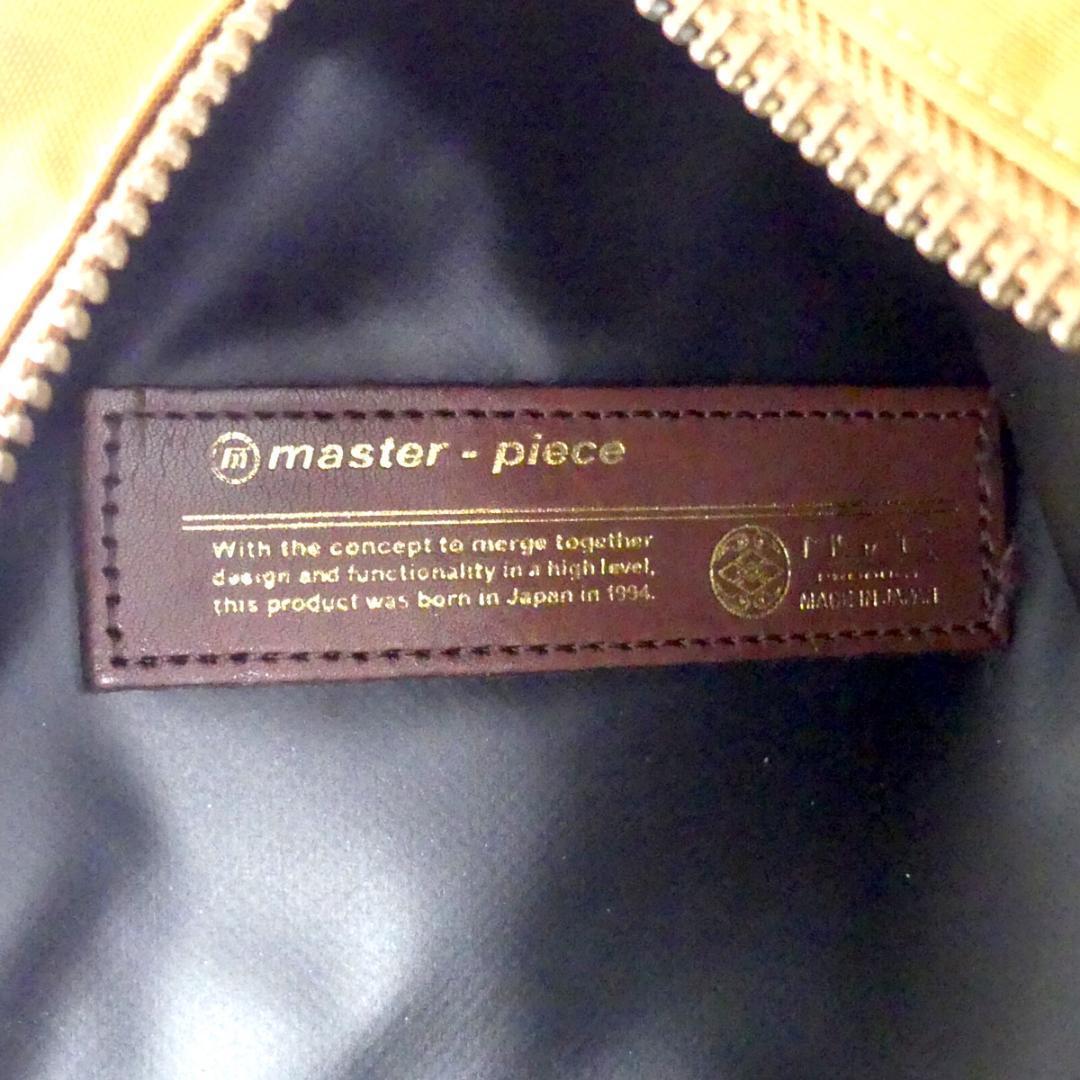 m master - piece
With the concept to merge together
design and functionality in a high level,
this product was born in Japan in 1994.
PRODUCT
MADE IN JAPAN